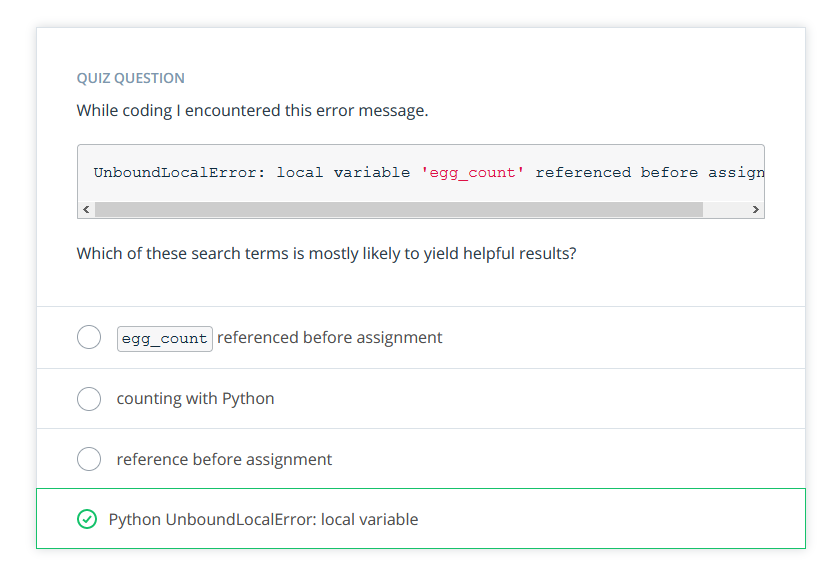 QUIZ QUESTION
While coding I encountered this error message.
UnboundLocalError: local variable 'egg_count' referenced before assign
Which of these search terms is mostly likely to yield helpful results?
egg_count referenced before assignment
counting with Python
reference before assignment
Python UnboundLocalError: local variable